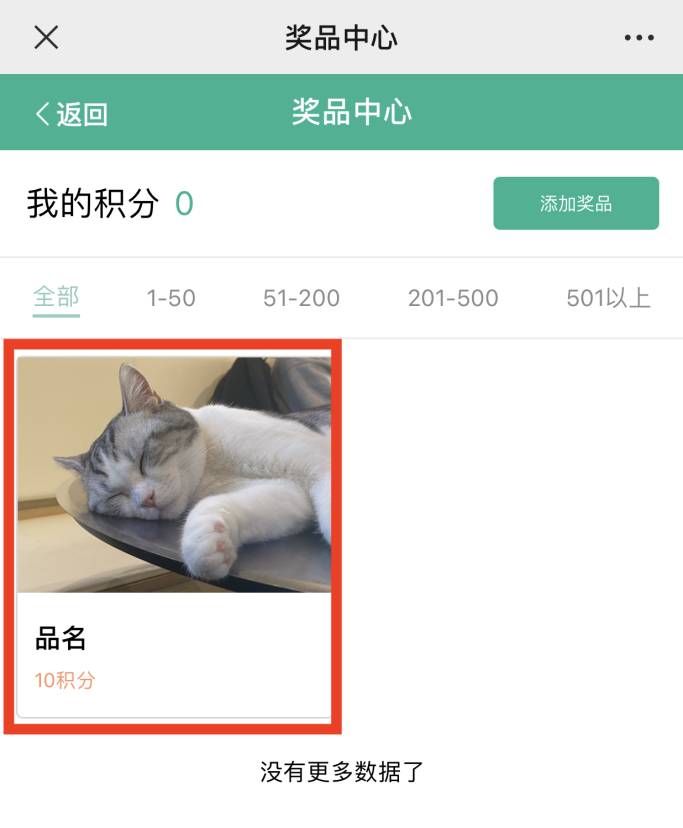 奖品中心
返回 奖品中心
我的积分 0 添加奖品
全部 1-50 51-200 201-500 501以上
品名
10积分
没有更多数据了